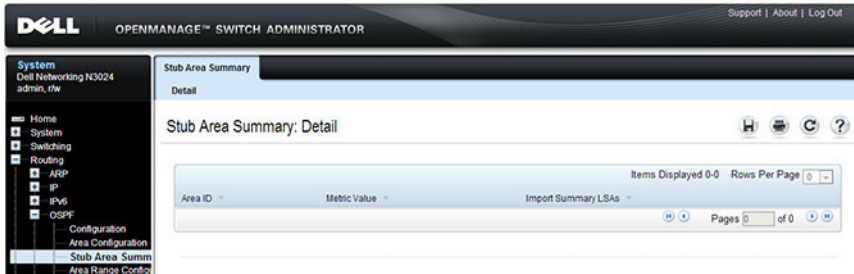 Support | About | Log Out
DELL OPENMANAGE™ SWITCH ADMINISTRATOR
System
Dell Networking N3024
admin, r/w
Home
System
Switching
Routing
ARP
IP
IPv6
OSPF
Configuration
Area Configuration
Stub Area Summ
Area Range Config
Stub Area Summary
Detail
Stub Area Summary: Detail
Items Displayed 0-0 Rows Per Page 0
Area ID Metric Value Import Summary LSAs
Pages 0 of 0